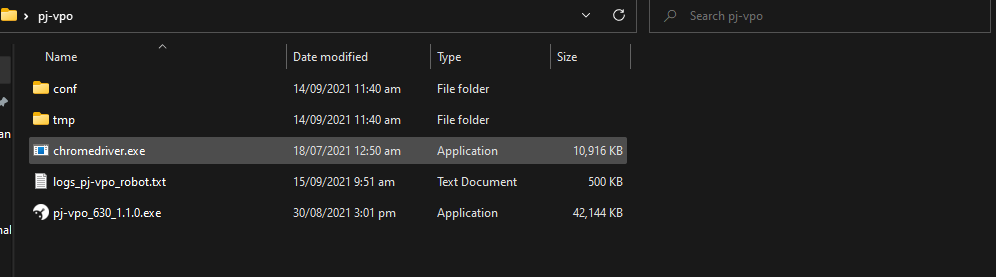 pj-vpo
Search pj-vpo
Name Date modified Type Size
conf 14/09/2021 11:40 am File folder
tmp 14/09/2021 11:40 am File folder
an
chromedriver.exe 18/07/2021 12:50 am Application 10,916 KB
logs_pj-vpo_robot.txt 15/09/2021 9:51 am Text Document 500 KB
pj-vpo_630_1.1.0.exe 30/08/2021 3:01 pm Application 42,144 KB
nal